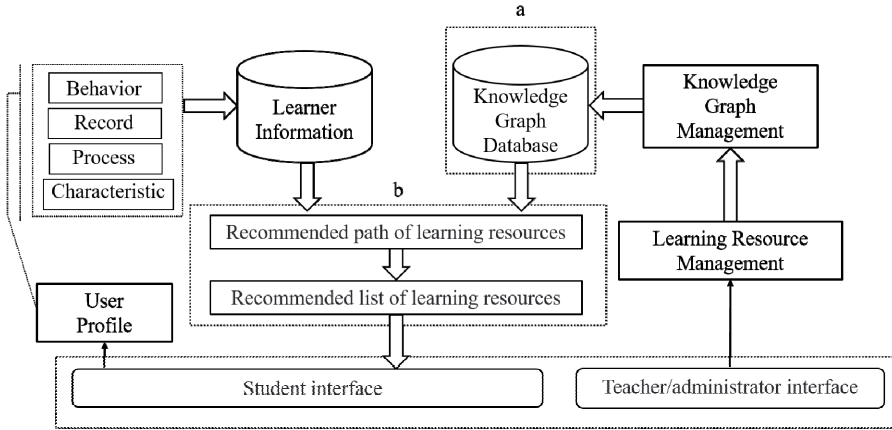 a
Behavior
Record
Process
Characteristic
Learner
Information
Knowledge
Graph
Database
Knowledge
Graph
Management
b
Recommended path of learning resources
Recommended list of learning resources
Learning Resource
Management
User
Profile
Student interface
Teacher/administrator interface